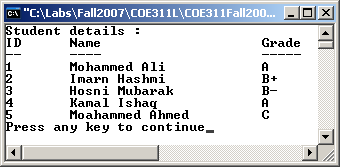 "C:\Labs\Fall2007\COE311L\COE311Fall200...
Student details :
ID Name Grade
-- ---- -----
1 Mohammed Ali A
2 Imarn Hashmi B+
3 Hosni Mubarak B-
4 Kamal Ishaq A
5 Moahammed Ahmed C
Press any key to continue_